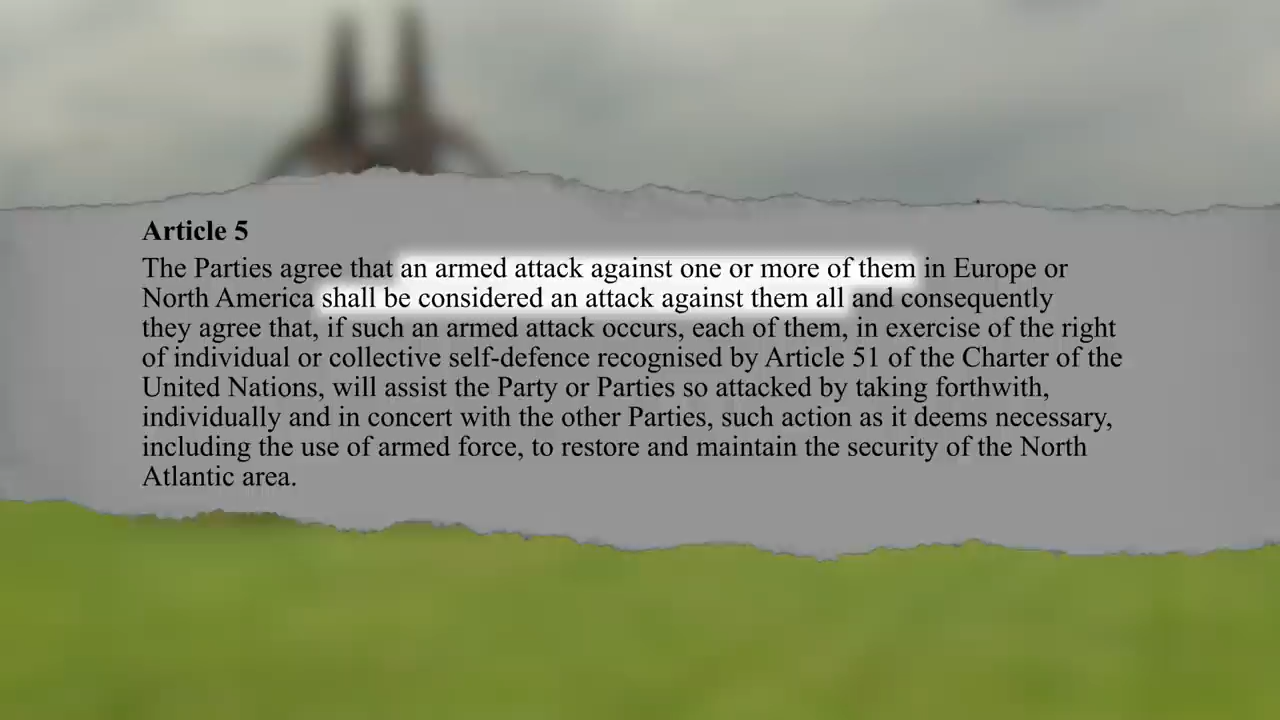 Article 5
The Parties agree that an armed attack against one or more of them in Europe or
North America shall be considered an attack against them all and consequently
they agree that, if such an armed attack occurs, each of them, in exercise of the right
of individual or collective self-defence recognised by Article 51 of the Charter of the
United Nations, will assist the Party or Parties so attacked by taking forthwith,
individually and in concert with the other Parties, such action as it deems necessary,
including the use of armed force, to restore and maintain the security of the North
Atlantic area.